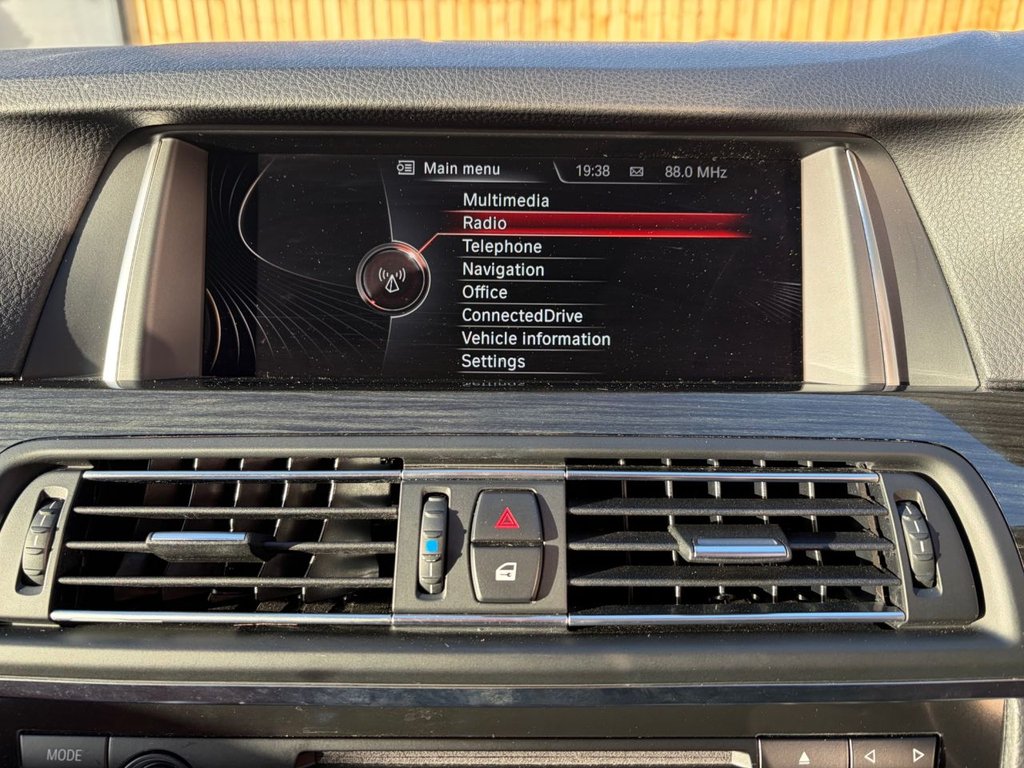 Main menu 19:38 88.0 MHz
Multimedia
Radio
Telephone
Navigation
Office
ConnectedDrive
Vehicle information
Settings
MODE